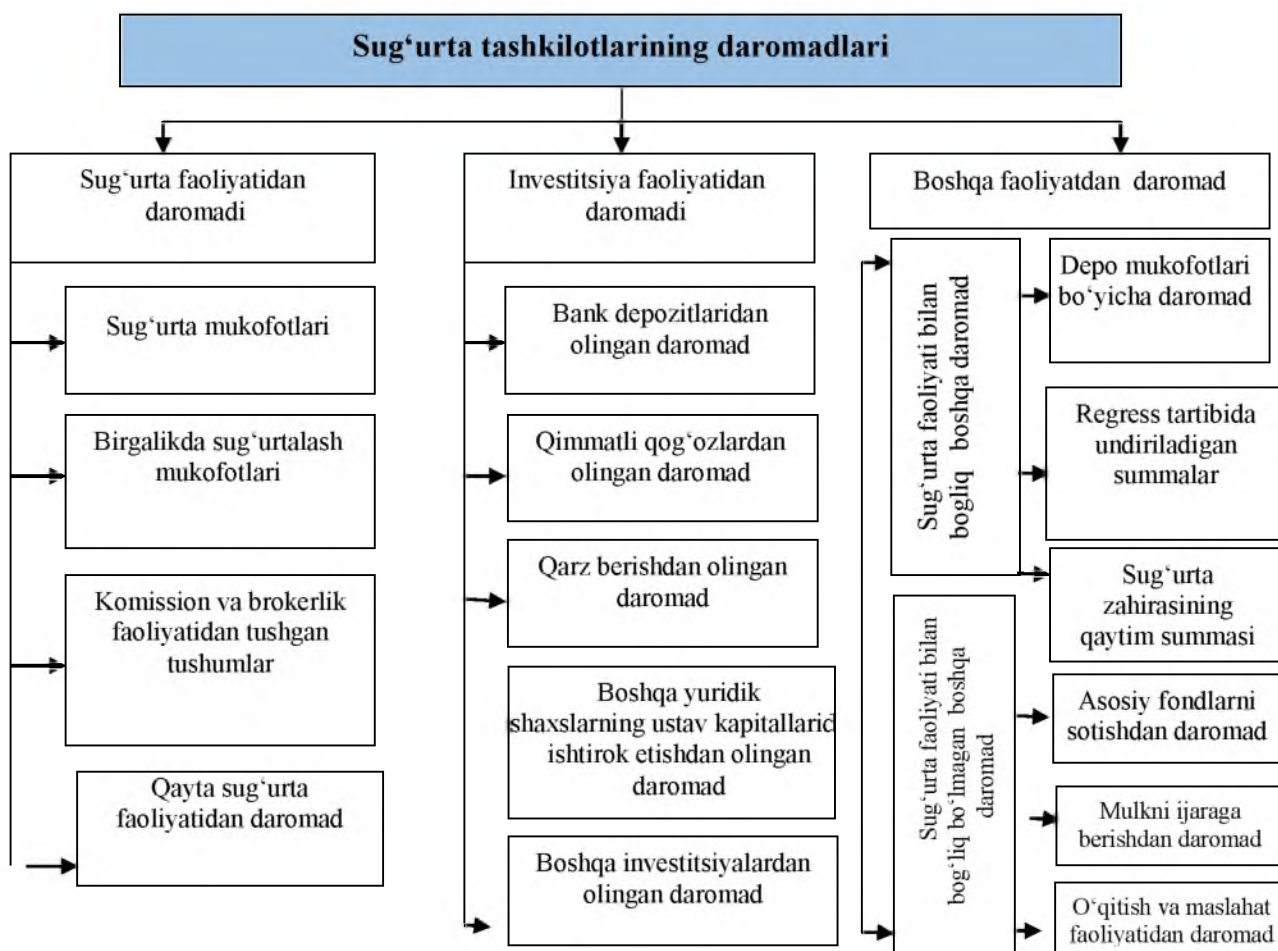 Sug‘urta tashkilotlarining daromadlari
Sug‘urta faoliyatidan
daromadi
Sug‘urta mukofotlari
Birgalikda sug‘urtalash
mukofotlari
Komission va brokerlik
faoliyatidan tushgan
tushumlar
Qayta sug‘urta
faoliyatidan daromad
Investitsiya faoliyatidan
daromadi
Bank depozitlaridan
olingan daromad
Qimmatli qog‘ozlardan
olingan daromad
Qarz berishdan olingan
daromad
Boshqa yuridik
shaxslarning ustav kapitallarid
ishtirok etishdan olingan
daromad
Boshqa investitsiyalardan
olingan daromad
Boshqa faoliyatdan daromad
Sug‘urta faoliyati bilan
bogliq boshqa daromad
Depo mukofotlari
bo‘yicha daromad
Regress tartibida
undiriladigan
summalar
Sug‘urta
zahirasining
qaytim summasi
Sug‘urta faoliyati bilan
bog‘liq bo‘lmagan boshqa
daromad
Asosiy fondlarni
sotishdan daromad
Mulkni ijaraga
berishdan daromad
O‘qitish va maslahat
faoliyatidan daromad